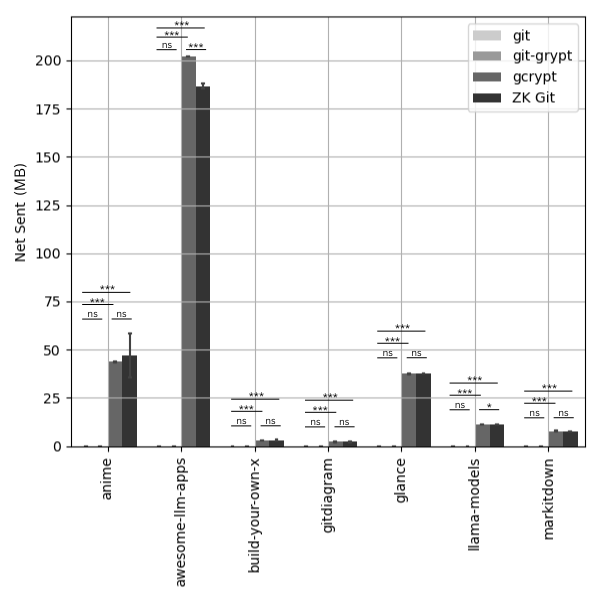 git
git-grypt
gcrypt
ZK Git
Net Sent (MB)
200
175
150
125
100
75
50
25
0
***
***
ns
ns
***
***
ns
***
***
***
ns
ns
***
***
ns
ns
***
***
ns
ns
***
***
ns
*
***
***
ns
ns
anime
awesome-llm-apps
build-your-own-x
gitdiagram
glance
llama-models
markitdown